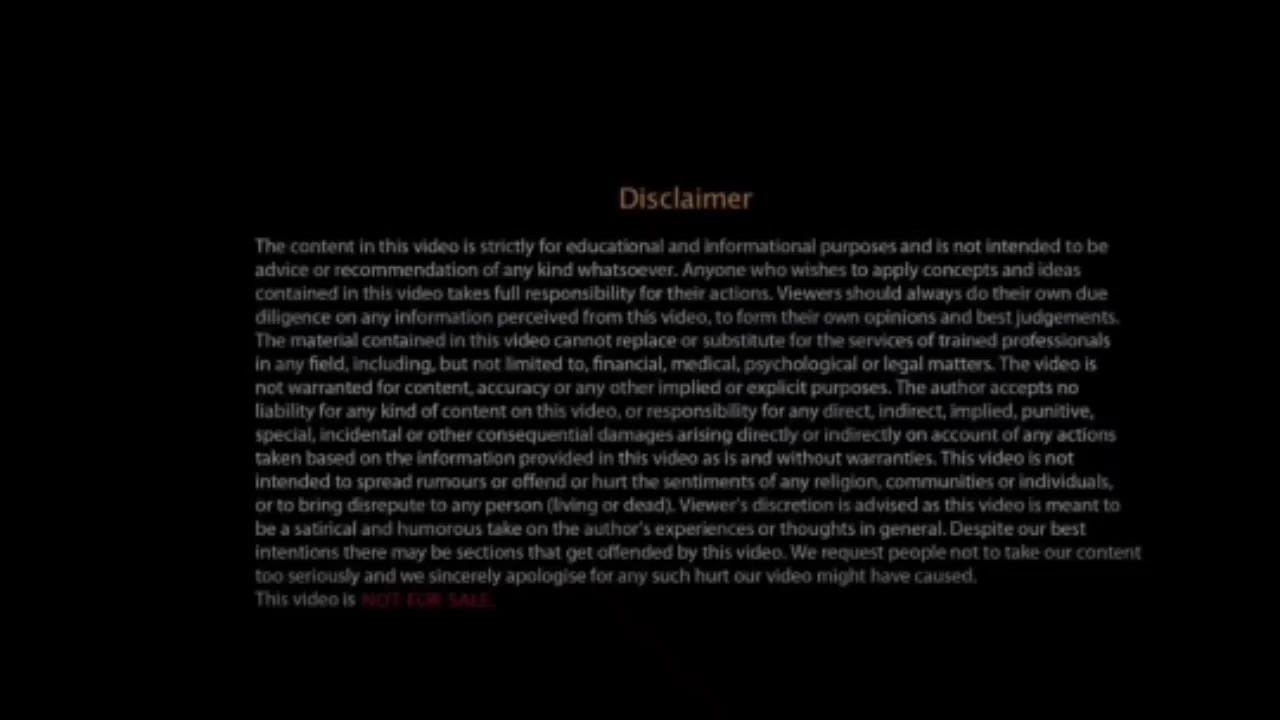 Disclaimer
The content in this video is strictly for educational and informational purposes and is not intended to be
advice or recommendation of any kind whatsoever. Anyone who wishes to apply concepts and ideas
contained in this video takes full responsibility for their actions. Viewers should always do their own due
diligence on any information perceived from this video, to form their own opinions and best judgements.
The material contained in this video cannot replace or substitute for the services of trained professionals
in any field, including, but not limited to, financial, medical, psychological or legal matters. The video is
not warranted for content, accuracy or any other implied or explicit purposes. The author accepts no
liability for any kind of content on this video, or responsibility for any direct, indirect, implied, punitive,
special, incidental or other consequential damages arising directly or indirectly on account of any actions
taken based on the information provided in this video as is and without warranties. This video is not
intended to spread rumours or offend or hurt the sentiments of any religion, communities or individuals,
or to bring disrepute to any person (living or dead). Viewer's discretion is advised as this video is meant to
be a satirical and humorous take on the author's experiences or thoughts in general. Despite our best
intentions there may be sections that get offended by this video. We request people not to take our content
too seriously and we sincerely apologise for any such hurt our video might have caused.
This video is NOT FOR SALE.